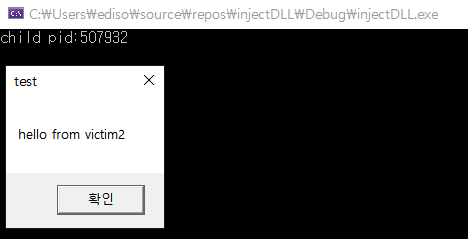 C:₩Users₩ediso₩source₩repos₩injectDLL₩Debug₩injectDLL.exe
child pid:507932
test
hello from victim2
확인